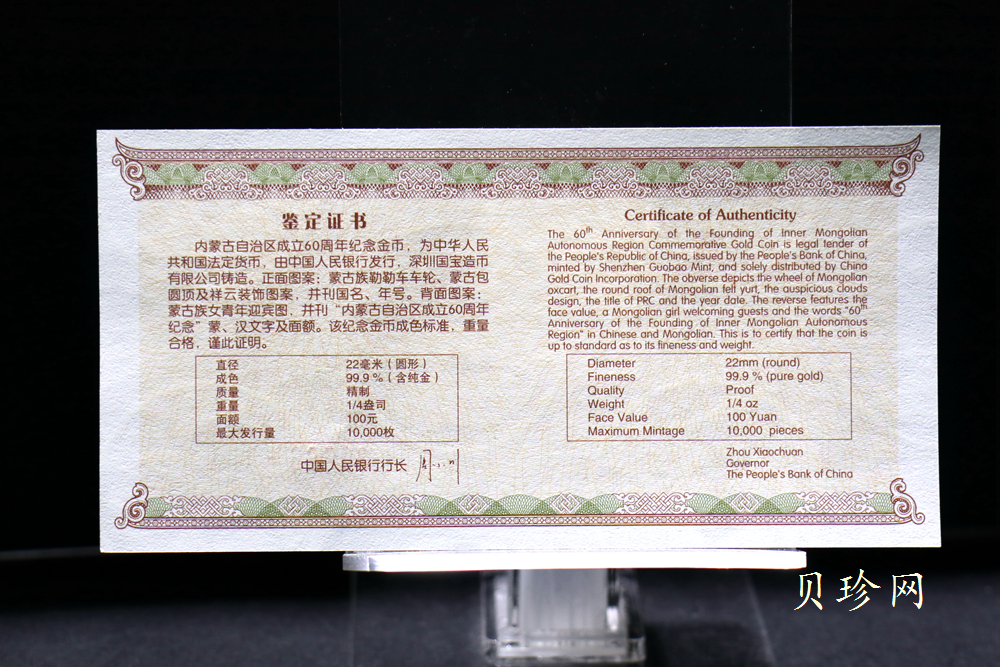 鉴定证书
内蒙古自治区成立60周年纪念金币，为中华人民
共和国法定货币，由中国人民银行发行，深圳国宝造币
有限公司铸造。正面图案：蒙古族勒勒车车轮、蒙古包
圆顶及祥云装饰图案，并刊国名、年号。背面图案：
蒙古族女青年迎宾图，并刊“内蒙古自治区成立60周年
纪念”蒙、汉文字及面额。该纪念金币成色标准，重量
合格，谨此证明。
直径 22毫米（圆形）
成色 99.9％（含纯金）
质量 精制
重量 1/4盎司
面额 100元
最大发行量 10,000枚
中国人民银行行长
Certificate of Authenticity
The 60th Anniversary of the Founding of Inner Mongolian
Autonomous Region Commemorative Gold Coin is legal tender of
the People's Republic of China, issued by the People's Bank of China,
minted by Shenzhen Guobao Mint, and solely distributed by China
Gold Coin Incorporation. The obverse depicts the wheel of Mongolian
oxcart, the round roof of Mongolian felt yurt, the auspicious clouds
design, the title of PRC and the year date. The reverse features the
face value, a Mongolian girl welcoming guests and the words "60th
Anniversary of the Founding of Inner Mongolian Autonomous
Region" in Chinese and Mongolian. This is to certify that the coin is
up to standard as to its fineness and weight.
Diameter 22mm (round)
Fineness 99.9 % (pure gold)
Quality Proof
Weight 1/4 oz
Face Value 100 Yuan
Maximum Mintage 10,000 pieces
Zhou Xiaochuan
Governor
The People's Bank of China
贝珍网